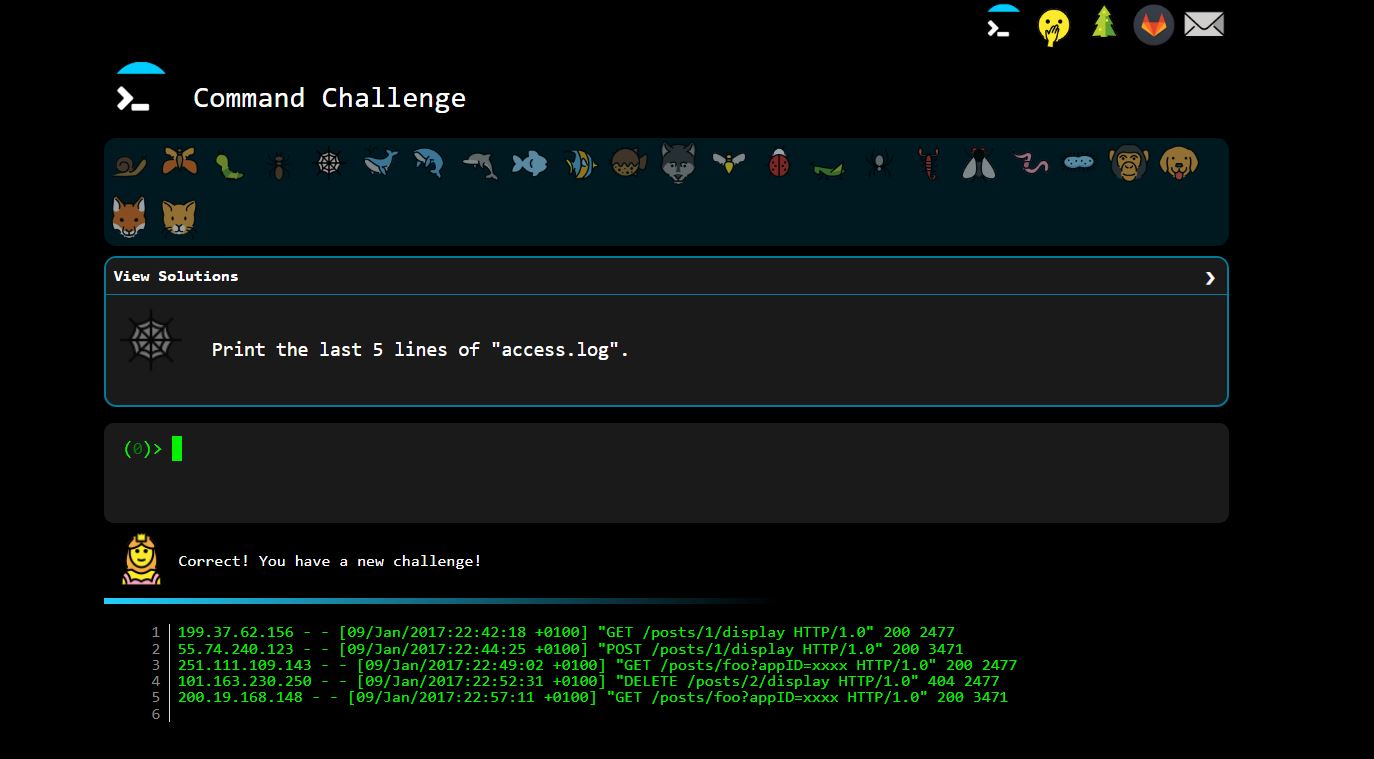 Command Challenge
View Solutions
Print the last 5 lines of "access.log".
(0)>
Correct! You have a new challenge!
1 199.37.62.156 - - [09/Jan/2017:22:42:18 +0100] "GET /posts/1/display HTTP/1.0" 200 2477
2 55.74.240.123 - - [09/Jan/2017:22:44:25 +0100] "POST /posts/1/display HTTP/1.0" 200 3471
3 251.111.109.143 - - [09/Jan/2017:22:49:02 +0100] "GET /posts/foo?appID=xxxx HTTP/1.0" 200 2477
4 101.163.230.250 - - [09/Jan/2017:22:52:31 +0100] "DELETE /posts/2/display HTTP/1.0" 404 2477
5 200.19.168.148 - - [09/Jan/2017:22:57:11 +0100] "GET /posts/foo?appID=xxxx HTTP/1.0" 200 3471
6